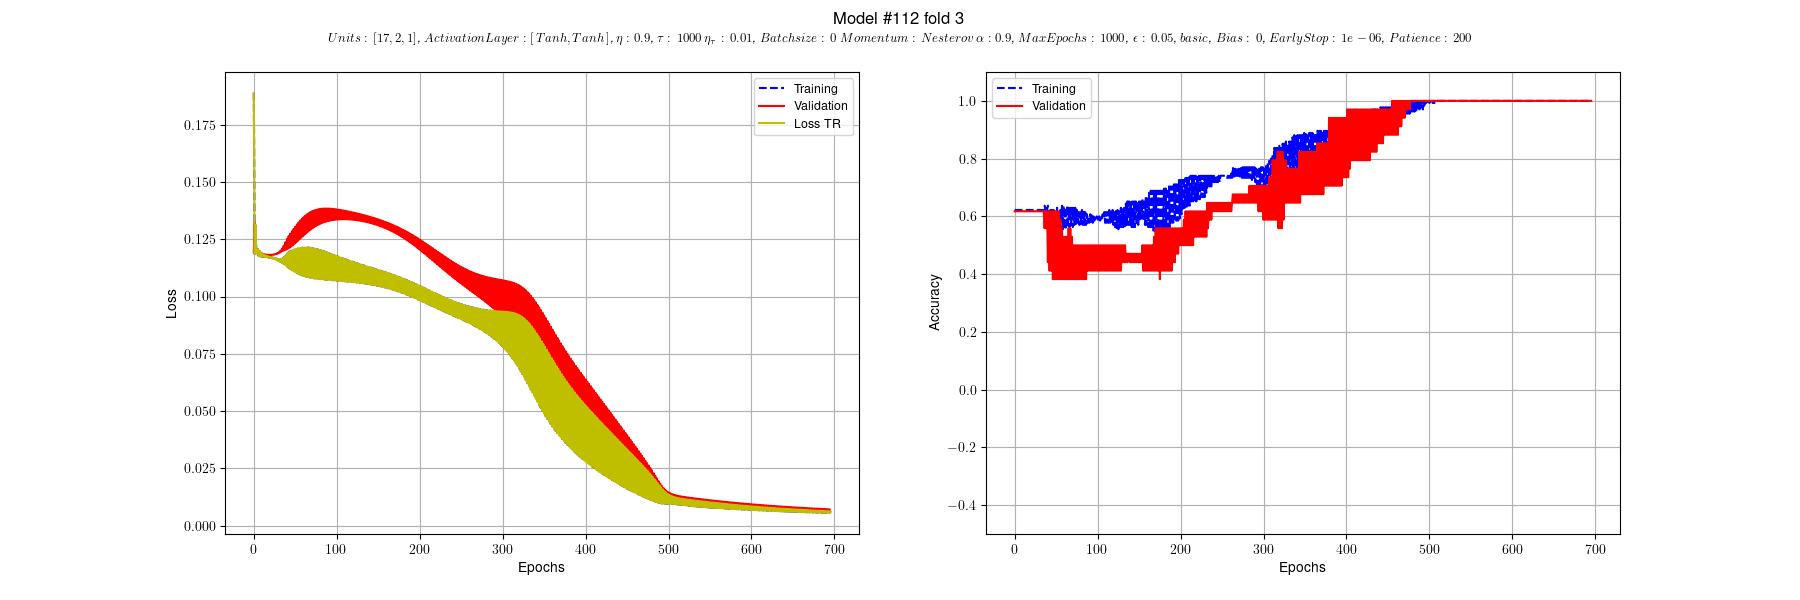 Model #112 fold 3
Units : [17, 2, 1], ActivationLayer : [Tanh, Tanh], η : 0.9, τ : 1000 ητ : 0.01, Batchsize : 0 Momentum : Nesterov α : 0.9, MaxEpochs : 1000, ϵ : 0.05, basic, Bias : 0, EarlyStop : 1e − 06, Patience : 200
Training
Validation
Loss TR
0.175
0.150
0.125
0.100
0.075
0.050
0.025
0.000
Loss
0 100 200 300 400 500 600 700
Epochs
Training
Validation
1.0
0.8
0.6
0.4
0.2
0.0
−0.2
−0.4
Accuracy
0 100 200 300 400 500 600 700
Epochs